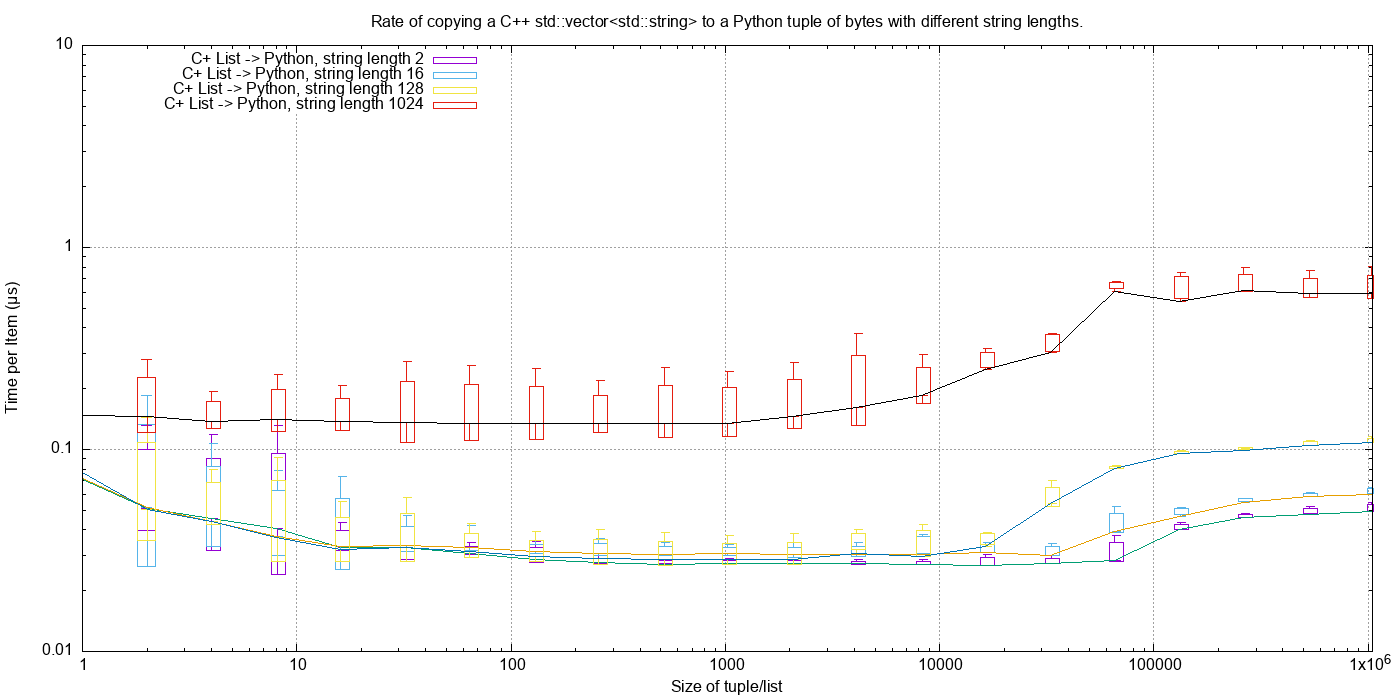 Rate of copying a C++ std::vector<std::string> to a Python tuple of bytes with different string lengths.
C+ List -> Python, string length 2
C+ List -> Python, string length 16
C+ List -> Python, string length 128
C+ List -> Python, string length 1024
10
1
0.1
0.01
Time per Item (µs)
1 10 100 1000 10000 100000 1x10⁶
Size of tuple/list